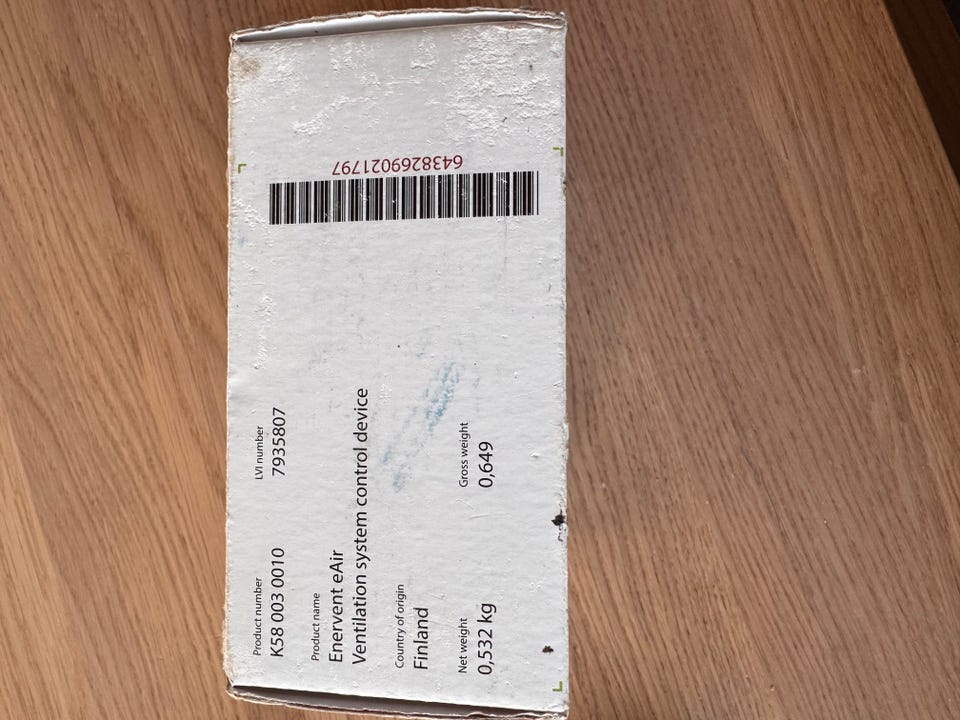 Product number
K58 003 0010
LVI number
7935807
Product name
Enervent eAir
Ventilation system control device
Country of origin
Finland
Net weight
0,532 kg
Gross weight
0,649
6438269021797